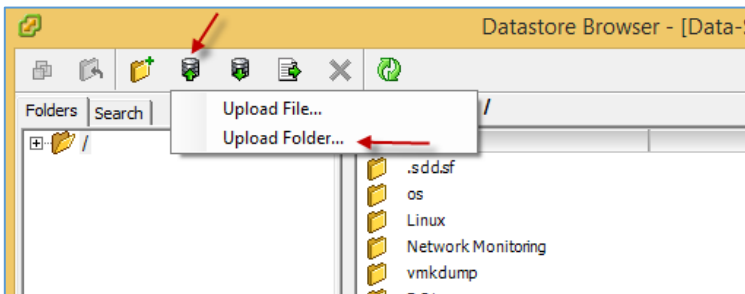 Datastore Browser - [Data-S
Folders
Search
/
Upload File...
Upload Folder...
/
.sdd.sf
os
Linux
Network Monitoring
vmkdump